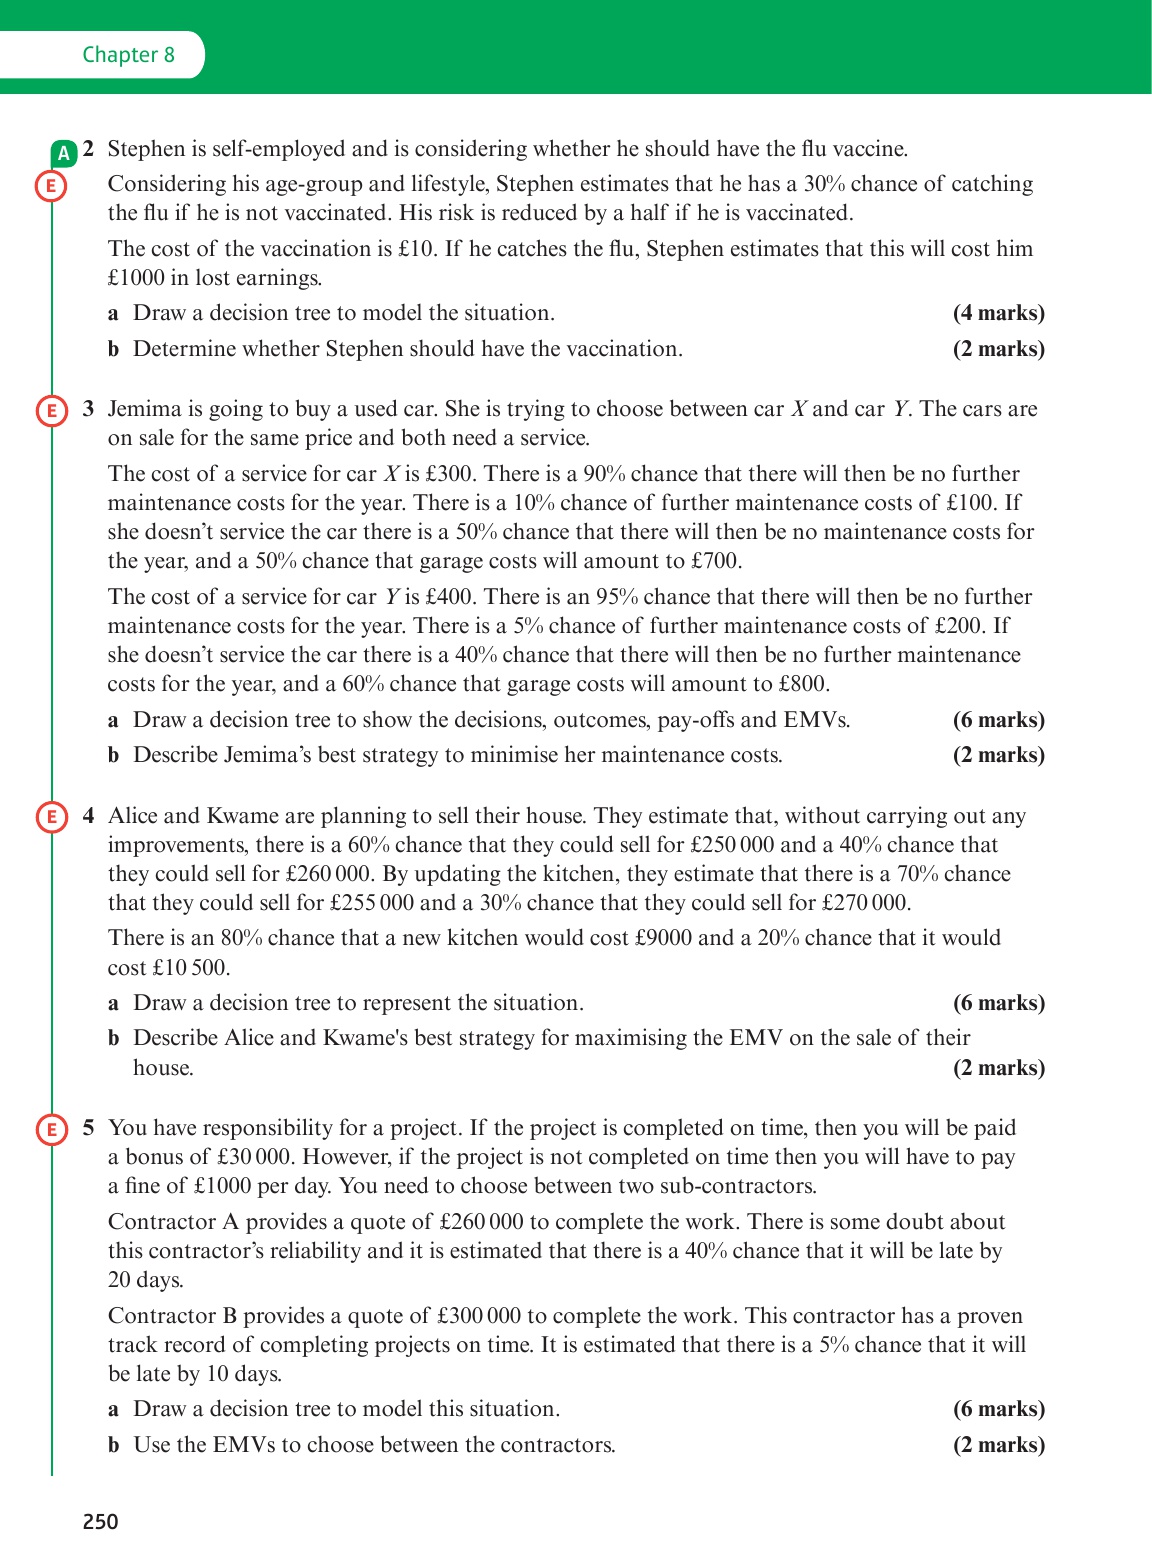 Chapter 8
A 2 Stephen is self-employed and is considering whether he should have the flu vaccine.
E Considering his age-group and lifestyle, Stephen estimates that he has a 30% chance of catching
the flu if he is not vaccinated. His risk is reduced by a half if he is vaccinated.
The cost of the vaccination is £10. If he catches the flu, Stephen estimates that this will cost him
£1000 in lost earnings.
a Draw a decision tree to model the situation. (4 marks)
b Determine whether Stephen should have the vaccination. (2 marks)
E 3 Jemima is going to buy a used car. She is trying to choose between car X and car Y. The cars are
on sale for the same price and both need a service.
The cost of a service for car X is £300. There is a 90% chance that there will then be no further
maintenance costs for the year. There is a 10% chance of further maintenance costs of £100. If
she doesn’t service the car there is a 50% chance that there will then be no maintenance costs for
the year, and a 50% chance that garage costs will amount to £700.
The cost of a service for car Y is £400. There is an 95% chance that there will then be no further
maintenance costs for the year. There is a 5% chance of further maintenance costs of £200. If
she doesn’t service the car there is a 40% chance that there will then be no further maintenance
costs for the year, and a 60% chance that garage costs will amount to £800.
a Draw a decision tree to show the decisions, outcomes, pay-offs and EMVs. (6 marks)
b Describe Jemima’s best strategy to minimise her maintenance costs. (2 marks)
E 4 Alice and Kwame are planning to sell their house. They estimate that, without carrying out any
improvements, there is a 60% chance that they could sell for £250 000 and a 40% chance that
they could sell for £260 000. By updating the kitchen, they estimate that there is a 70% chance
that they could sell for £255 000 and a 30% chance that they could sell for £270 000.
There is an 80% chance that a new kitchen would cost £9000 and a 20% chance that it would
cost £10 500.
a Draw a decision tree to represent the situation. (6 marks)
b Describe Alice and Kwame's best strategy for maximising the EMV on the sale of their
house. (2 marks)
E 5 You have responsibility for a project. If the project is completed on time, then you will be paid
a bonus of £30 000. However, if the project is not completed on time then you will have to pay
a fine of £1000 per day. You need to choose between two sub-contractors.
Contractor A provides a quote of £260 000 to complete the work. There is some doubt about
this contractor’s reliability and it is estimated that there is a 40% chance that it will be late by
20 days.
Contractor B provides a quote of £300 000 to complete the work. This contractor has a proven
track record of completing projects on time. It is estimated that there is a 5% chance that it will
be late by 10 days.
a Draw a decision tree to model this situation. (6 marks)
b Use the EMVs to choose between the contractors. (2 marks)
250